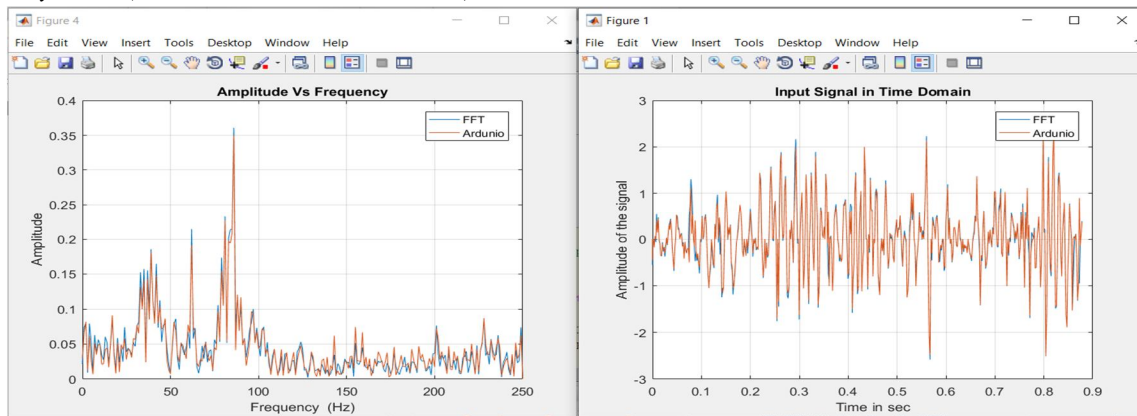 Figure 4
File Edit View Insert Tools Desktop Window Help
Amplitude Vs Frequency
FFT
Ardunio
Amplitude
0.4
0.35
0.3
0.25
0.2
0.15
0.1
0.05
0
0 50 100 150 200 250
Frequency (Hz)
Figure 1
File Edit View Insert Tools Desktop Window Help
Input Signal in Time Domain
FFT
Ardunio
Amplitude of the signal
3
2
1
0
-1
-2
-3
0 0.1 0.2 0.3 0.4 0.5 0.6 0.7 0.8 0.9
Time in sec